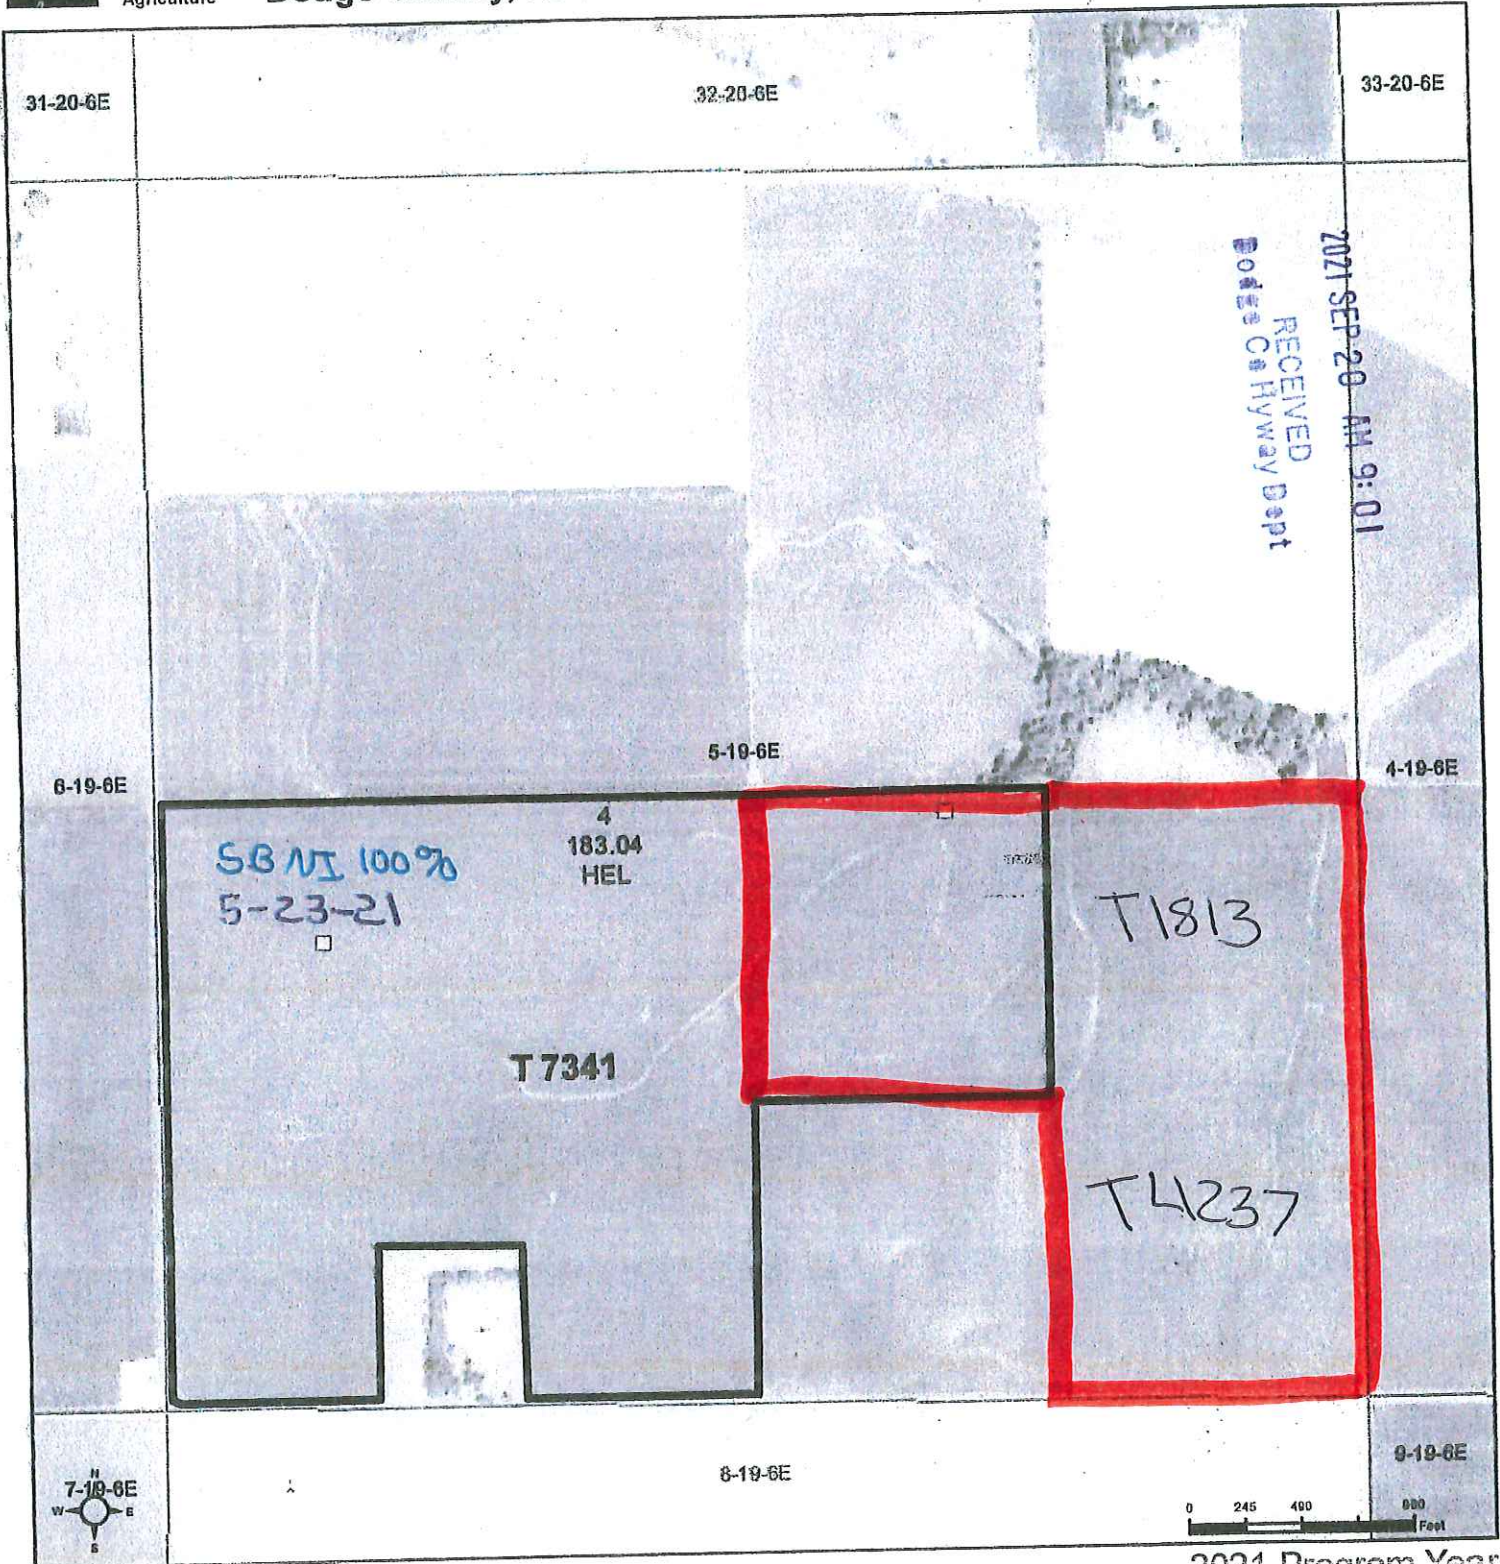 Agriculture
31-20-6E
32-20-6E
33-20-6E
2021 SEP 20 AM 9:01
RECEIVED
Dodge Co Hyway Dept
6-19-6E
5-19-6E
4-19-6E
4
183.04
HEL
SB NI 100%
5-23-21
T1813
T 7341
T4237
7-19-6E
N
W E
S
8-19-6E
9-19-6E
0 245 490 980
Feet
2021 Program Year